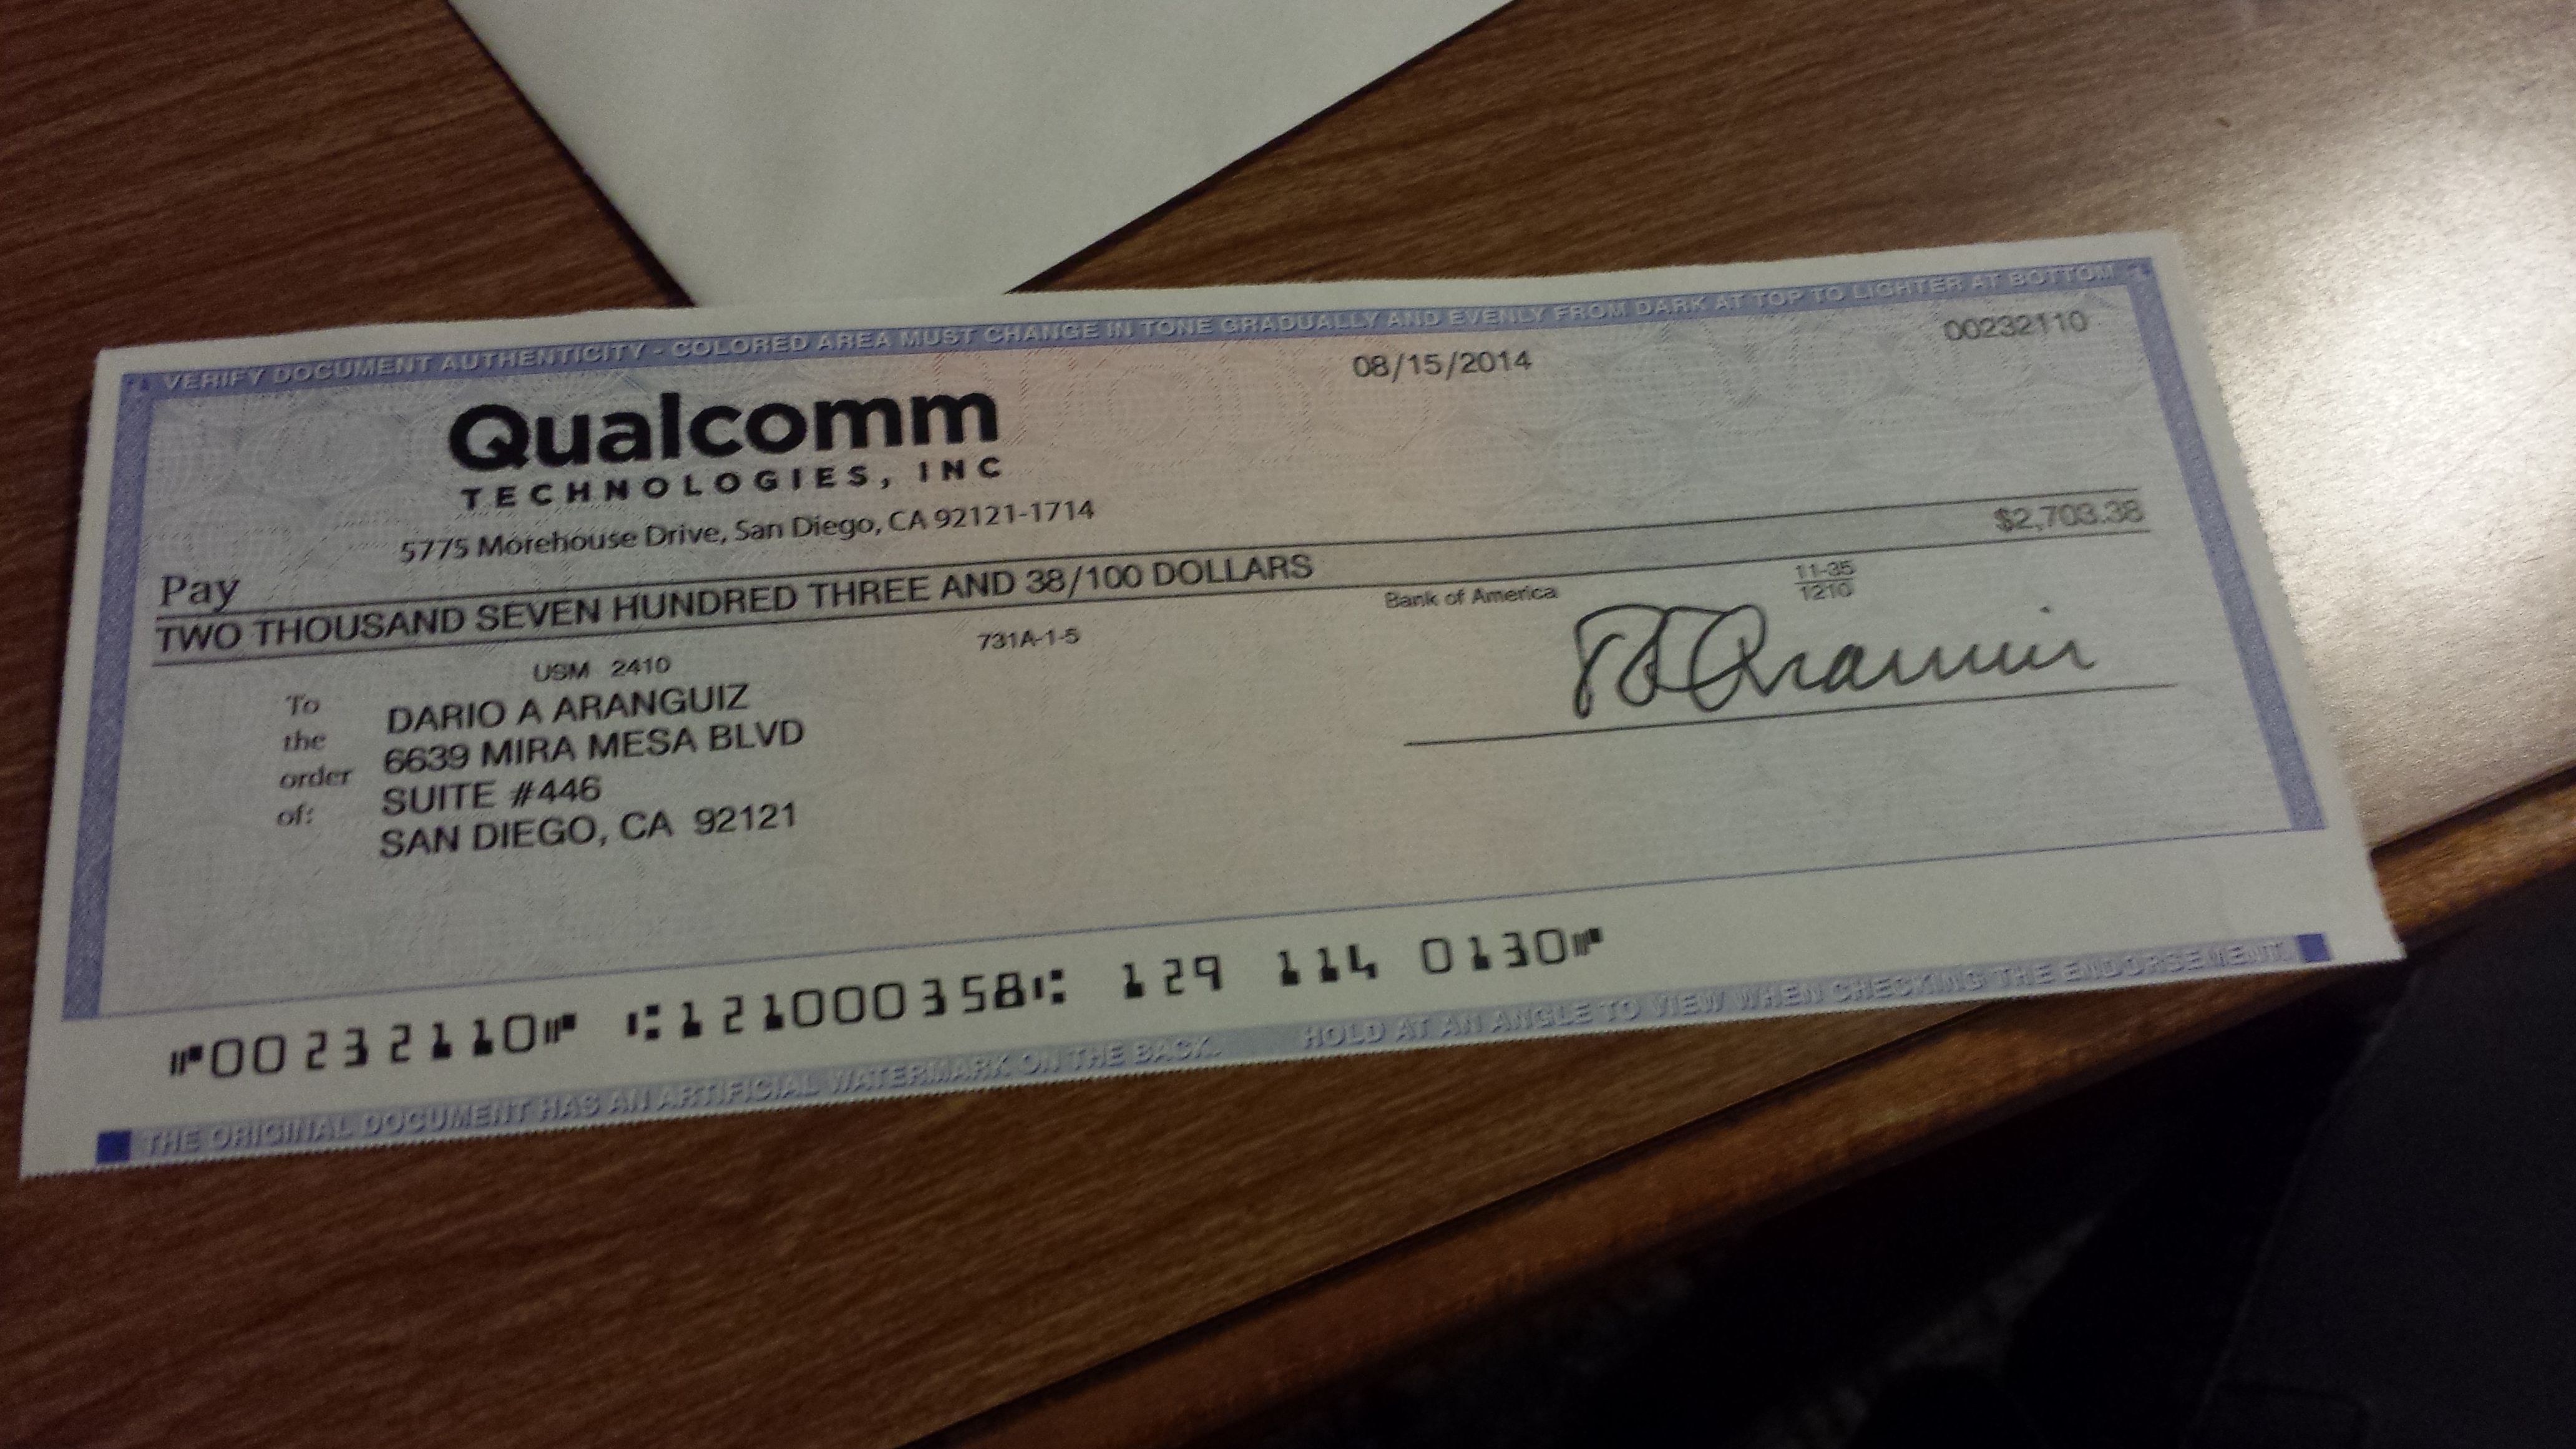 VERIFY DOCUMENT AUTHENTICITY - COLORED AREA MUST CHANGE IN TONE GRADUALLY AND EVENLY FROM DARK AT TOP TO LIGHTER AT BOTTOM
00232110
08/15/2014
Qualcomm
TECHNOLOGIES, INC
5775 Morehouse Drive, San Diego, CA 92121-1714
$2,703.38
Pay
TWO THOUSAND SEVEN HUNDRED THREE AND 38/100 DOLLARS
Bank of America
11-35
1210
731A-1-5
USM 2410
To the order of:
DARIO A ARANGUIZ
6639 MIRA MESA BLVD
SUITE #446
SAN DIEGO, CA 92121
⑈00232110⑈ ⑆121000358⑆ 129 114 0130⑈
THE ORIGINAL DOCUMENT HAS AN ARTIFICIAL WATERMARK ON THE BACK. HOLD AT AN ANGLE TO VIEW WHEN CHECKING THE ENDORSEMENT.